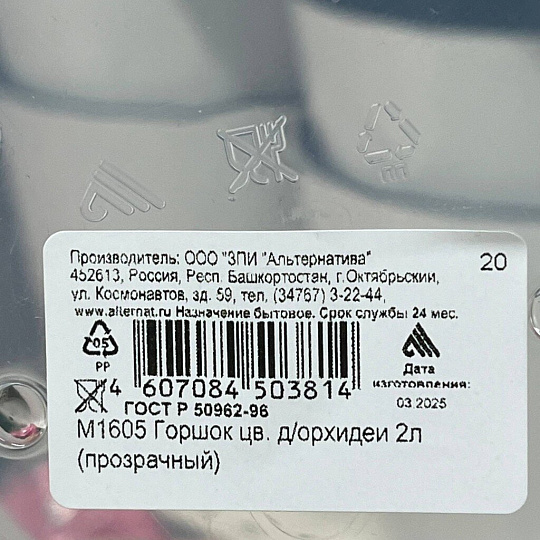 Производитель: ООО "ЗПИ "Альтернатива"
20
452613, Россия, Респ. Башкортостан, г.Октябрьский,
ул. Космонавтов, зд. 59, тел. (34767) 3-22-44,
www.alternat.ru Назначение бытовое. Срок службы 24 мес.
05
PP
Дата
изготовления:
03.2025
4 607084 503814
ГОСТ Р 50962-96
М1605 Горшок цв. д/орхидеи 2л
(прозрачный)